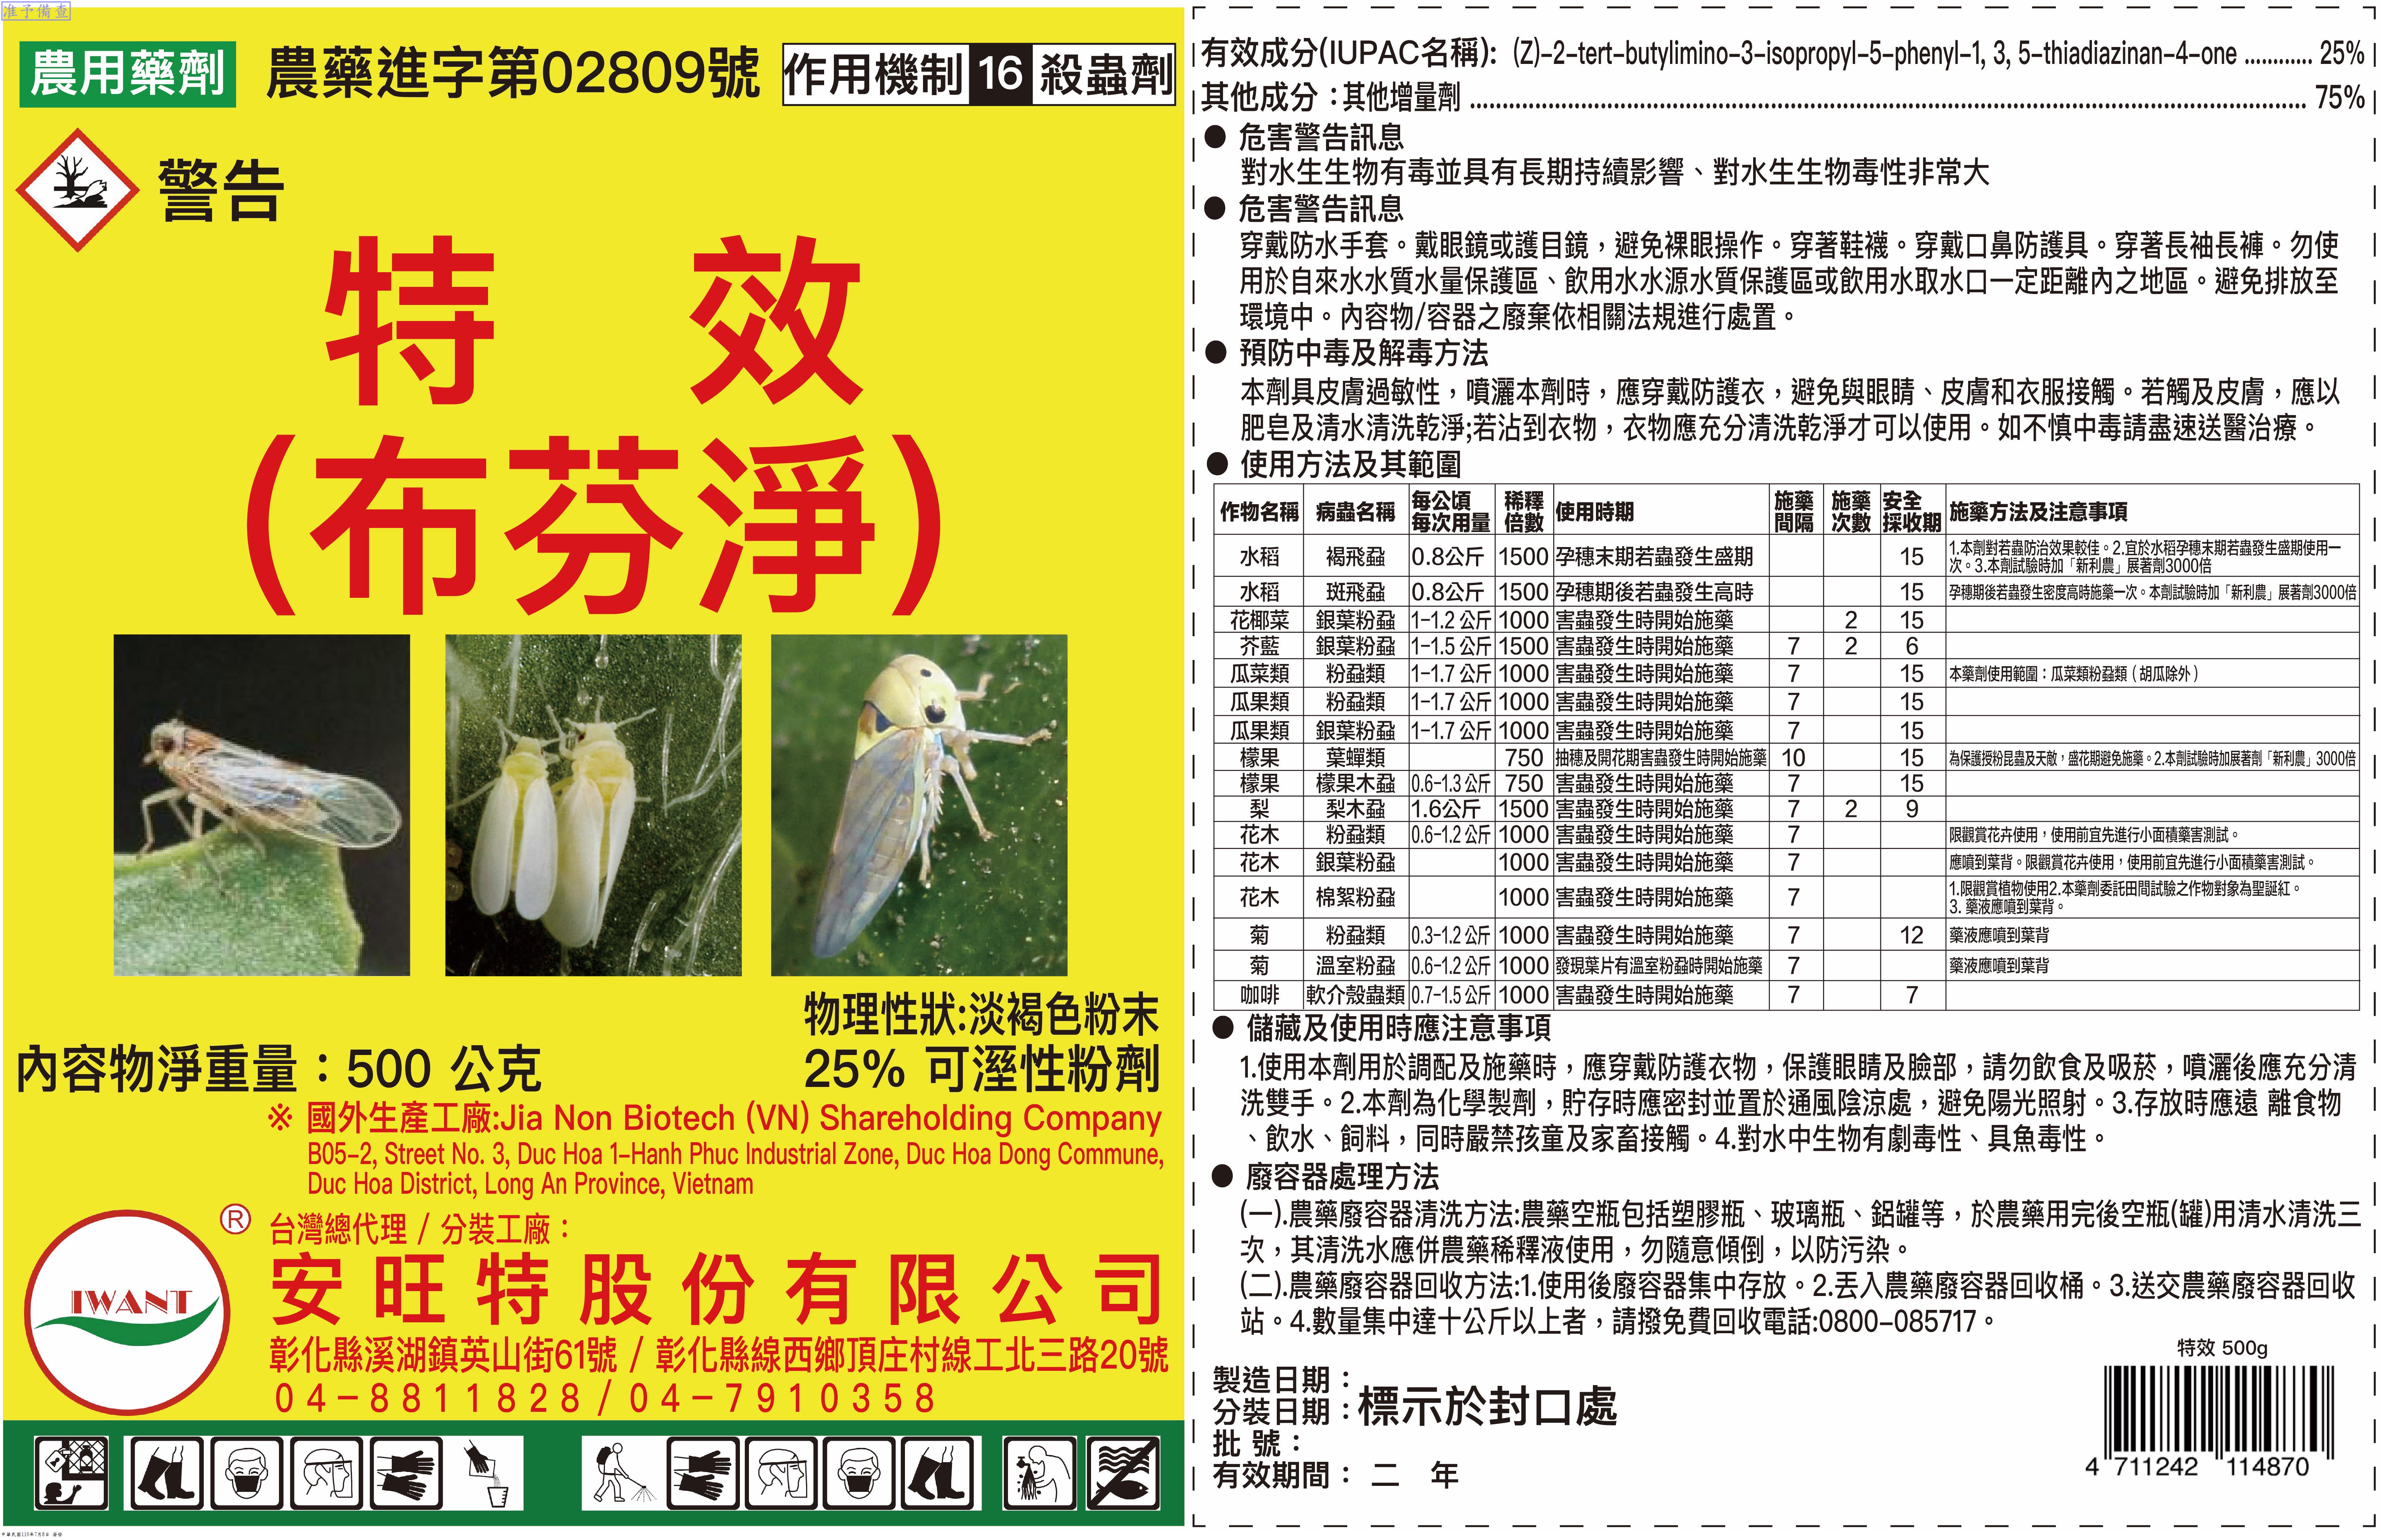 准予備查
農用藥劑
農藥進字第02809號
作用機制 16 殺蟲劑
警告
特 效
(布芬淨)
物理性狀:淡褐色粉末
內容物淨重量：500 公克
25% 可溼性粉劑
※ 國外生產工廠:Jia Non Biotech (VN) Shareholding Company
B05-2, Street No. 3, Duc Hoa 1-Hanh Phuc Industrial Zone, Duc Hoa Dong Commune,
Duc Hoa District, Long An Province, Vietnam
IWANT
®
台灣總代理 / 分裝工廠：
安旺特股份有限公司
彰化縣溪湖鎮英山街61號 / 彰化縣線西鄉頂庄村線工北三路20號
04-8811828/04-7910358
有效成分(IUPAC名稱): (Z)-2-tert-butylimino-3-isopropyl-5-phenyl-1, 3, 5-thiadiazinan-4-one ............ 25%
其他成分：其他增量劑 ............ 75%
● 危害警告訊息
對水生生物有毒並具有長期持續影響、對水生生物毒性非常大
● 危害警告訊息
穿戴防水手套。戴眼鏡或護目鏡，避免裸眼操作。穿著鞋襪。穿戴口鼻防護具。穿著長袖長褲。勿使
用於自來水水質水量保護區、飲用水水源水質保護區或飲用水取水口一定距離內之地區。避免排放至
環境中。內容物/容器之廢棄依相關法規進行處置。
● 預防中毒及解毒方法
本劑具皮膚過敏性，噴灑本劑時，應穿戴防護衣，避免與眼睛、皮膚和衣服接觸。若觸及皮膚，應以
肥皂及清水清洗乾淨;若沾到衣物，衣物應充分清洗乾淨才可以使用。如不慎中毒請盡速送醫治療。
● 使用方法及其範圍
作物名稱 病蟲名稱 每公頃每次用量 稀釋倍數 使用時期 施藥間隔 施藥次數 安全採收期 施藥方法及注意事項
水稻 褐飛蝨 0.8公斤 1500 孕穗末期若蟲發生盛期 15 1.本劑對若蟲防治效果較佳。2.宜於水稻孕穗末期若蟲發生盛期使用一
次。3.本劑試驗時加「新利農」展著劑3000倍
水稻 斑飛蝨 0.8公斤 1500 孕穗期後若蟲發生高時 15 孕穗期後若蟲發生密度高時施藥一次。本劑試驗時加「新利農」展著劑3000倍
花椰菜 銀葉粉蝨 1-1.2 公斤 1000 害蟲發生時開始施藥 2 15
芥藍 銀葉粉蝨 1-1.5 公斤 1500 害蟲發生時開始施藥 7 2 6
瓜菜類 粉蝨類 1-1.7 公斤 1000 害蟲發生時開始施藥 7 15 本藥劑使用範圍：瓜菜類粉蝨類（胡瓜除外）
瓜果類 粉蝨類 1-1.7 公斤 1000 害蟲發生時開始施藥 7 15
瓜果類 銀葉粉蝨 1-1.7 公斤 1000 害蟲發生時開始施藥 7 15
檬果 葉蟬類 750 抽穗及開花期害蟲發生時開始施藥 10 15 為保護授粉昆蟲及天敵，盛花期避免施藥。2.本劑試驗時加展著劑「新利農」3000倍
檬果 檬果木蝨 0.6-1.3 公斤 750 害蟲發生時開始施藥 7 15
梨 梨木蝨 1.6公斤 1500 害蟲發生時開始施藥 7 2 9
花木 粉蝨類 0.6-1.2 公斤 1000 害蟲發生時開始施藥 7 限觀賞花卉使用，使用前宜先進行小面積藥害測試。
花木 銀葉粉蝨 1000 害蟲發生時開始施藥 7 應噴到葉背。限觀賞花卉使用，使用前宜先進行小面積藥害測試。
花木 棉絮粉蝨 1000 害蟲發生時開始施藥 7 1.限觀賞植物使用2.本藥劑委託田間試驗之作物對象為聖誕紅。
3. 藥液應噴到葉背。
菊 粉蝨類 0.3-1.2 公斤 1000 害蟲發生時開始施藥 7 12 藥液應噴到葉背
菊 溫室粉蝨 0.6-1.2 公斤 1000 發現葉片有溫室粉蝨時開始施藥 7 藥液應噴到葉背
咖啡 軟介殼蟲類 0.7-1.5 公斤 1000 害蟲發生時開始施藥 7 7
● 儲藏及使用時應注意事項
1.使用本劑用於調配及施藥時，應穿戴防護衣物，保護眼睛及臉部，請勿飲食及吸菸，噴灑後應充分清
洗雙手。2.本劑為化學製劑，貯存時應密封並置於通風陰涼處，避免陽光照射。3.存放時應遠 離食物
、飲水、飼料，同時嚴禁孩童及家畜接觸。4.對水中生物有劇毒性、具魚毒性。
● 廢容器處理方法
(一).農藥廢容器清洗方法:農藥空瓶包括塑膠瓶、玻璃瓶、鋁罐等，於農藥用完後空瓶(罐)用清水清洗三
次，其清洗水應併農藥稀釋液使用，勿隨意傾倒，以防污染。
(二).農藥廢容器回收方法:1.使用後廢容器集中存放。2.丟入農藥廢容器回收桶。3.送交農藥廢容器回收
站。4.數量集中達十公斤以上者，請撥免費回收電話:0800-085717。
特效 500g
製造日期：
分裝日期：標示於封口處
批 號：
有效期間： 二 年
4 711242 114870